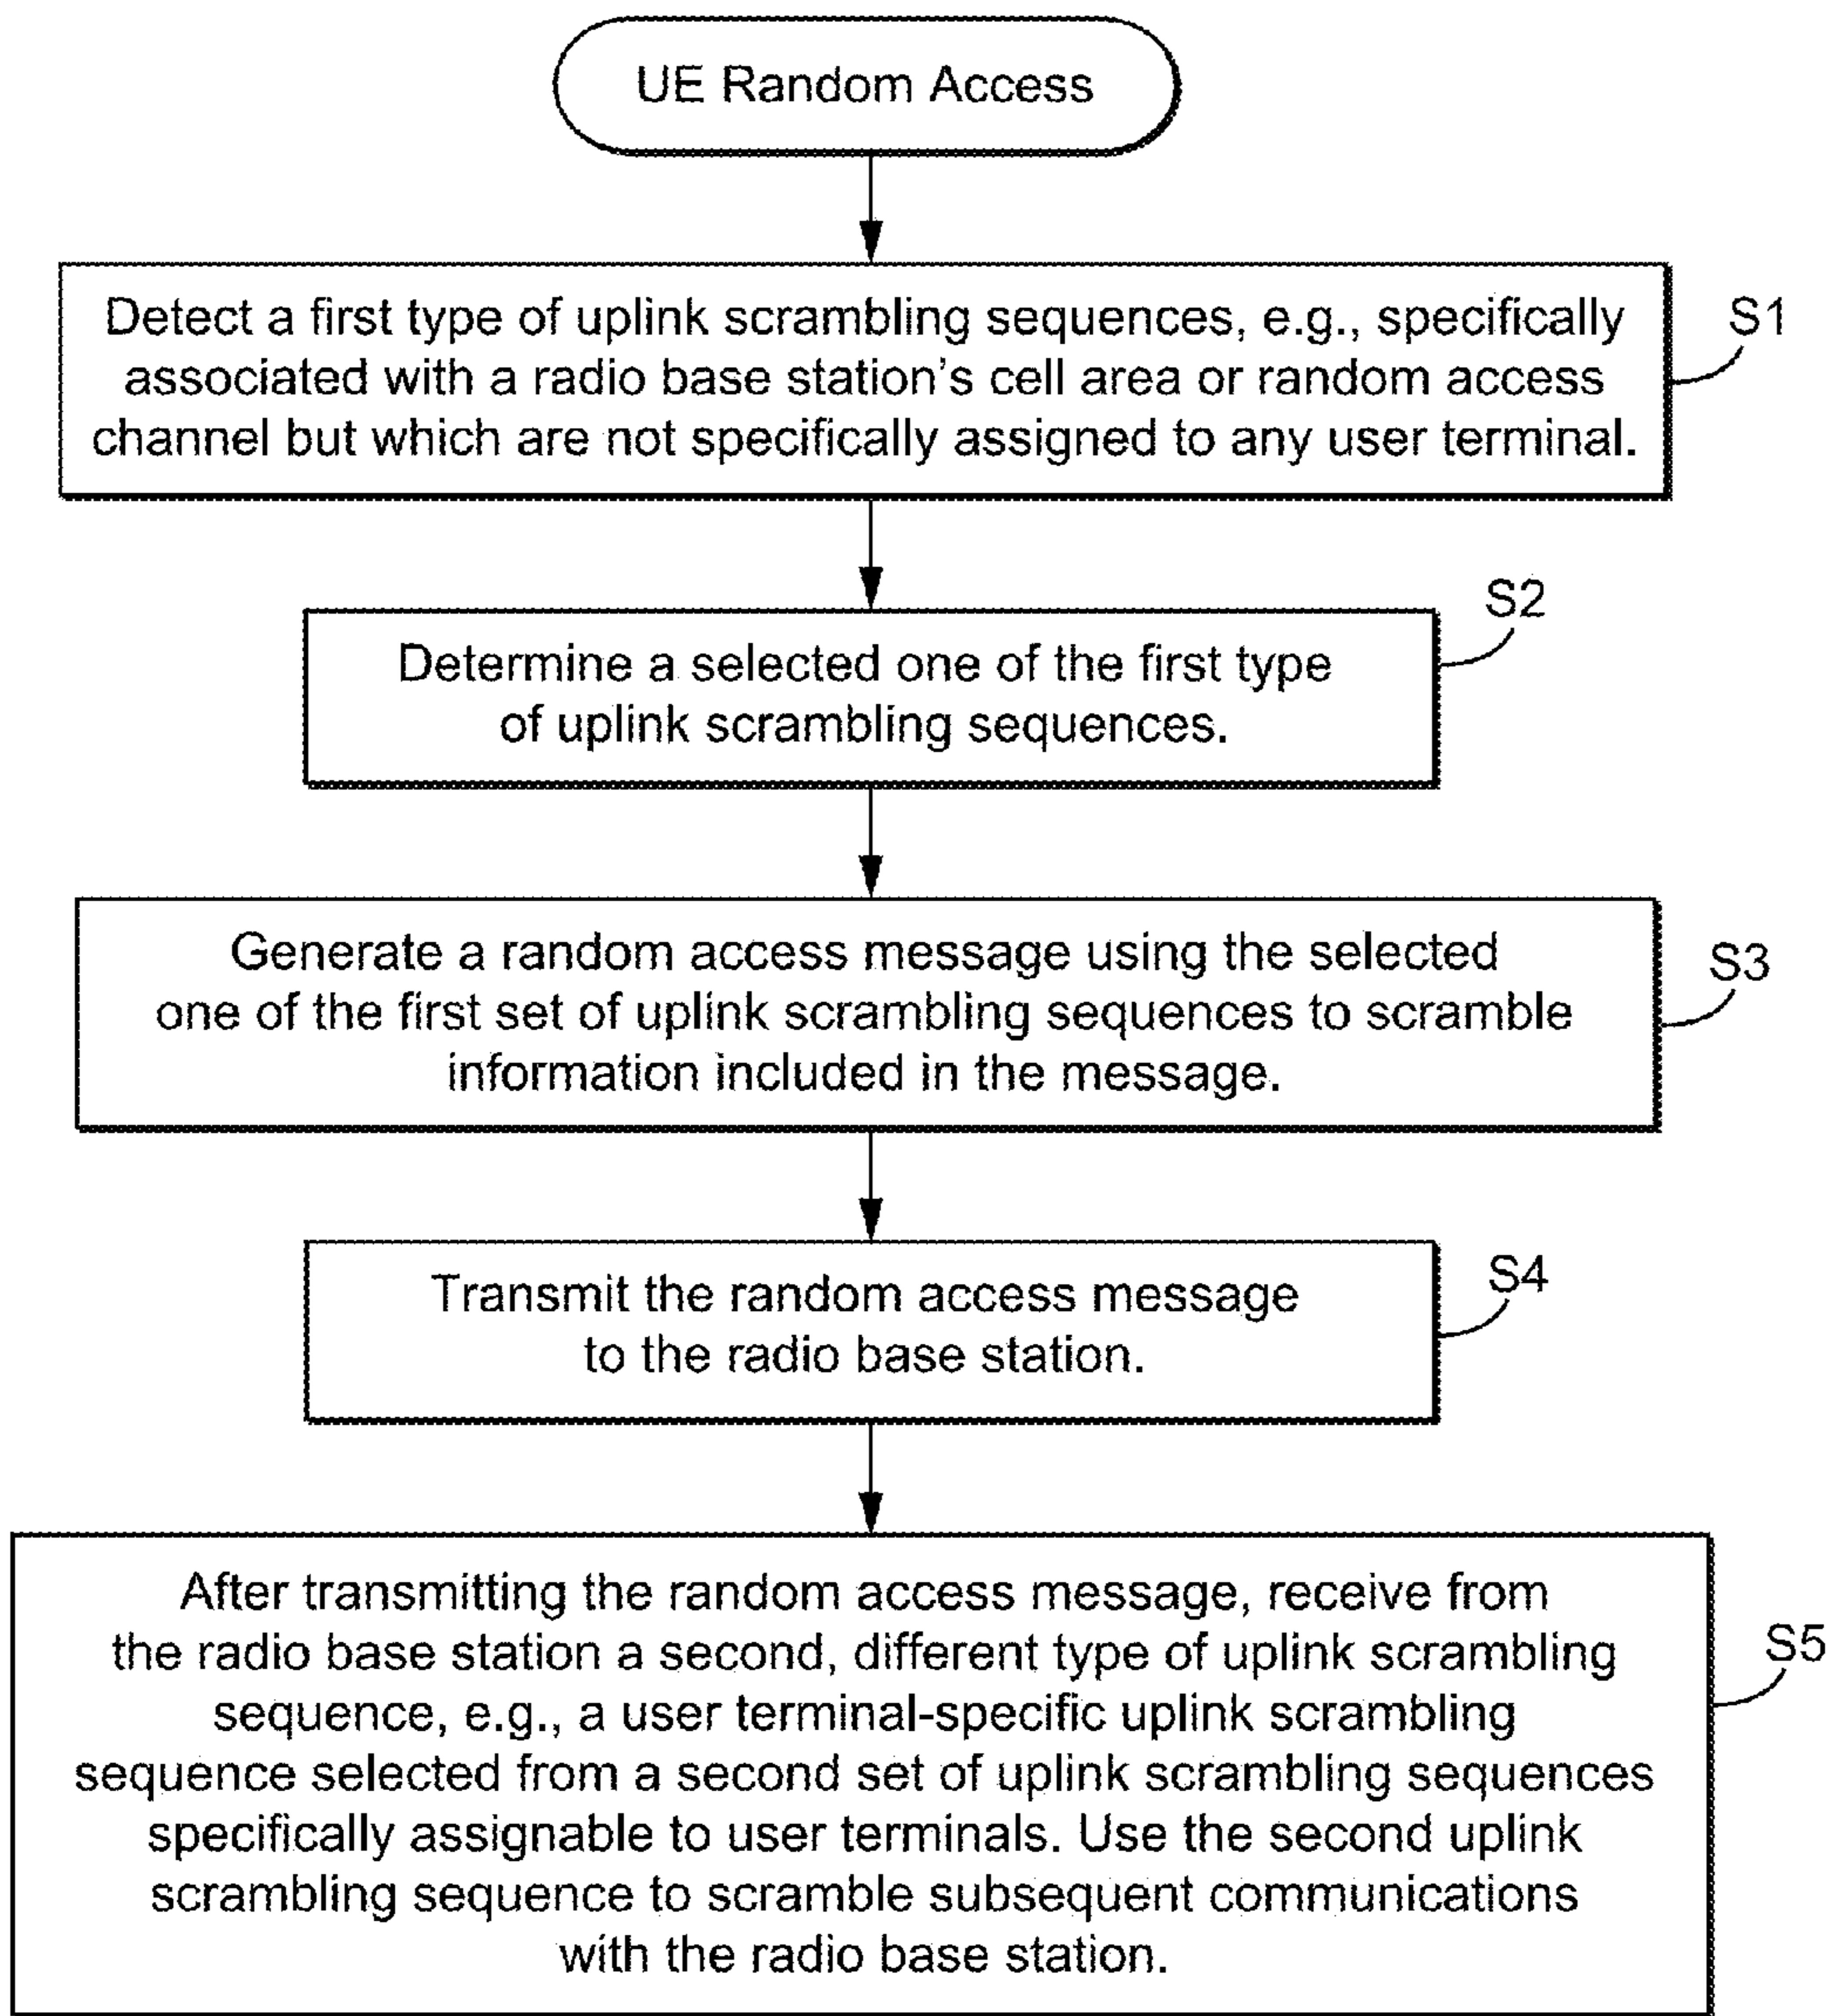 UE Random Access
Detect a first type of uplink scrambling sequences, e.g., specifically
associated with a radio base station's cell area or random access
channel but which are not specifically assigned to any user terminal.
S1
Determine a selected one of the first type
of uplink scrambling sequences.
S2
Generate a random access message using the selected
one of the first set of uplink scrambling sequences to scramble
information included in the message.
S3
Transmit the random access message
to the radio base station.
S4
After transmitting the random access message, receive from
the radio base station a second, different type of uplink scrambling
sequence, e.g., a user terminal-specific uplink scrambling
sequence selected from a second set of uplink scrambling sequences
specifically assignable to user terminals. Use the second uplink
scrambling sequence to scramble subsequent communications
with the radio base station.
S5